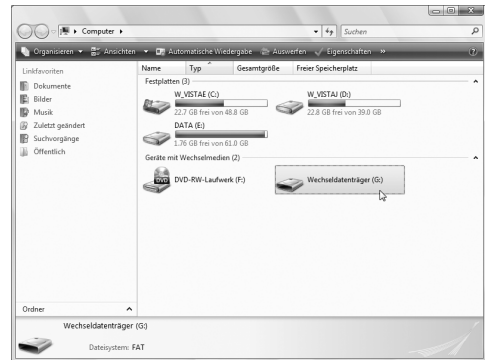 Computer
Suchen
Organisieren Ansichten Automatische Wiedergabe Auswerfen Eigenschaften »
Linkfavoriten
Dokumente
Bilder
Musik
Zuletzt geändert
Suchvorgänge
Öffentlich
Ordner
Name Typ Gesamtgröße Freier Speicherplatz
Festplatten (3)
W_VISTAE (C:)
22.7 GB frei von 48.8 GB
W_VISTAJ (D:)
22.8 GB frei von 39.0 GB
DATA (E:)
1.76 GB frei von 61.0 GB
Geräte mit Wechselmedien (2)
DVD
DVD-RW-Laufwerk (F:)
Wechseldatenträger (G:)
Wechseldatenträger (G:)
Dateisystem: FAT